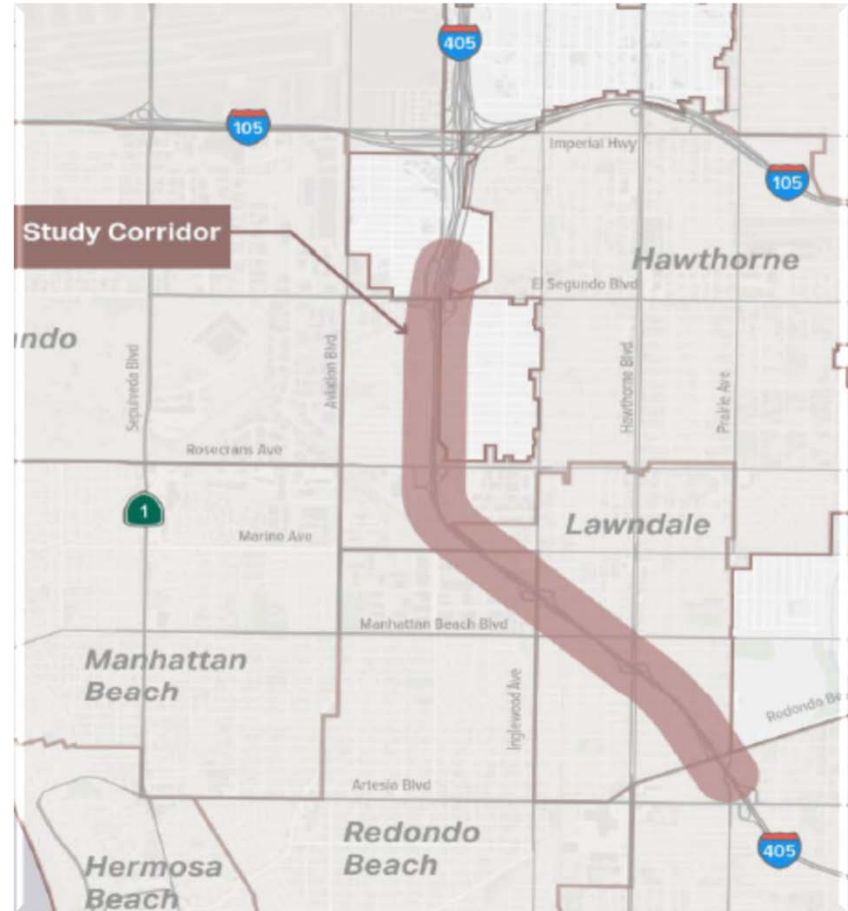 405
105
Imperial Hwy
105
Study Corridor
Hawthorne
El Segundo Blvd
ndo
Sepulveda Blvd
Aviation Blvd
Hawthorne Blvd
Prairie Ave
Rosecrans Ave
1
Lawndale
Marine Ave
Manhattan Beach Blvd
Manhattan
Beach
Inglewood Ave
Redondo Be
Artesia Blvd
Redondo
Beach
405
Hermosa
Beach